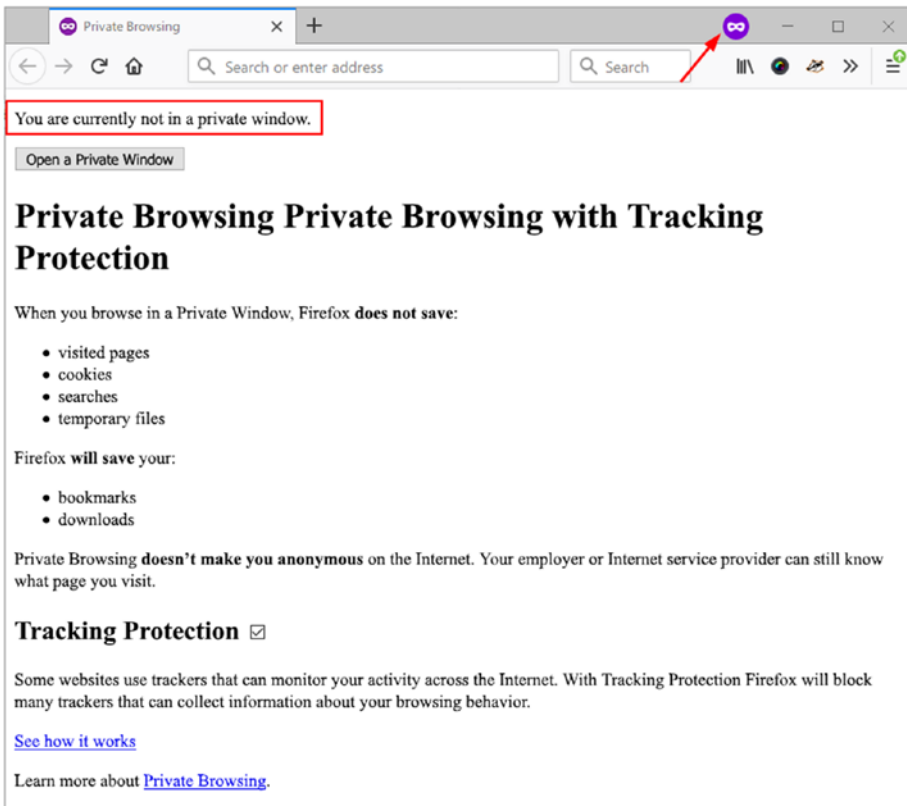 Private Browsing
Search or enter address
Search
You are currently not in a private window.
Open a Private Window
Private Browsing Private Browsing with Tracking
Protection
When you browse in a Private Window, Firefox does not save:
visited pages
cookies
searches
temporary files
Firefox will save your:
bookmarks
downloads
Private Browsing doesn’t make you anonymous on the Internet. Your employer or Internet service provider can still know
what page you visit.
Tracking Protection
Some websites use trackers that can monitor your activity across the Internet. With Tracking Protection Firefox will block
many trackers that can collect information about your browsing behavior.
See how it works
Learn more about Private Browsing.